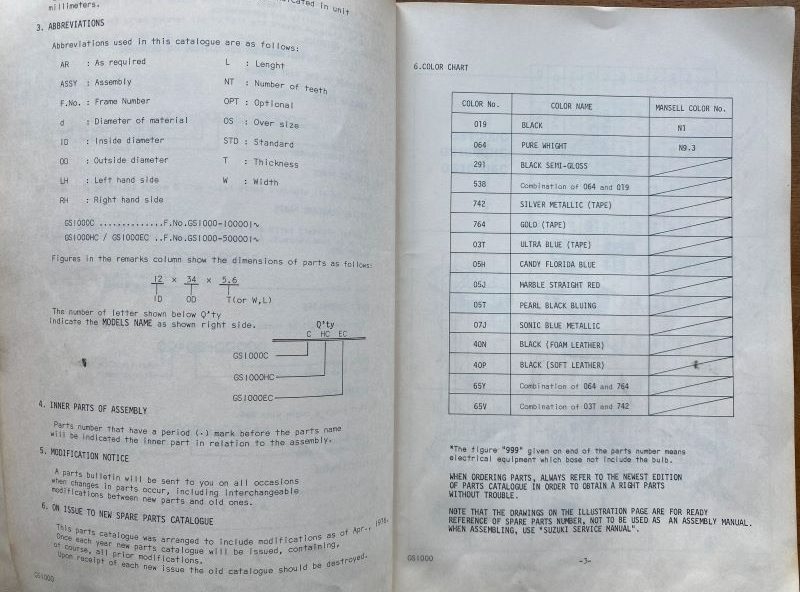 indicated in unit
millimeters.
3. ABBREVIATIONS
Abbreviations used in this catalogue are as follows:
AR : As required L : Lenght
ASSY : Assembly NT : Number of teeth
F.No. : Frame Number OPT : Optional
d : Diameter of material OS : Over size
ID : Inside diameter STD : Standard
OD : Outside diameter T : Thickness
LH : Left hand side W : Width
RH : Right hand side
GS1000C ..............F.No.GS1000-100001~
GS1000HC / GS1000EC ..F.No.GS1000-500001~
Figures in the remarks column show the dimensions of parts as follows:
12 × 34 × 5.6
ID OD T(or W,L)
The number of letter shown below Q'ty
indicate the MODELS NAME as shown right side.
Q'ty
C HC EC
GS1000C
GS1000HC
GS1000EC
4. INNER PARTS OF ASSEMBLY
Parts number that have a period (.) mark before the parts name
will be indicated the inner part in relation to the assembly.
5. MODIFICATION NOTICE
A parts bulletin will be sent to you on all occasions
when changes in parts occur, including interchangeable
modifications between new parts and old ones.
6. ON ISSUE TO NEW SPARE PARTS CATALOGUE
This parts catalogue was arranged to include modifications as of Apr., 1978.
Once each year new parts catalogue will be issued, containing,
of course, all prior modifications.
Upon receipt of each new issue the old catalogue should be destroyed.
GS1000
6.COLOR CHART
COLOR No. COLOR NAME MANSELL COLOR No.
019 BLACK N1
064 PURE WHIGHT N9.3
291 BLACK SEMI-GLOSS
538 Combination of 064 and 019
742 SILVER METALLIC (TAPE)
764 GOLD (TAPE)
03T ULTRA BLUE (TAPE)
05H CANDY FLORIDA BLUE
05J MARBLE STRAIGHT RED
05T PEARL BLACK BLUING
07J SONIC BLUE METALLIC
40N BLACK (FOAM LEATHER)
40P BLACK (SOFT LEATHER)
65Y Combination of 064 and 764
65V Combination of 03T and 742
*The figure "999" given on end of the parts number means
electrical equipment which bose not include the bulb.
WHEN ORDERING PARTS, ALWAYS REFER TO THE NEWEST EDITION
OF PARTS CATALOGUE IN ORDER TO OBTAIN A RIGHT PARTS
WITHOUT TROUBLE.
NOTE THAT THE DRAWINGS ON THE ILLUSTRATION PAGE ARE FOR READY
REFERENCE OF SPARE PARTS NUMBER, NOT TO BE USED AS AN ASSEMBLY MANUAL.
WHEN ASSEMBLING, USE "SUZUKI SERVICE MANUAL".
GS1000
-3-